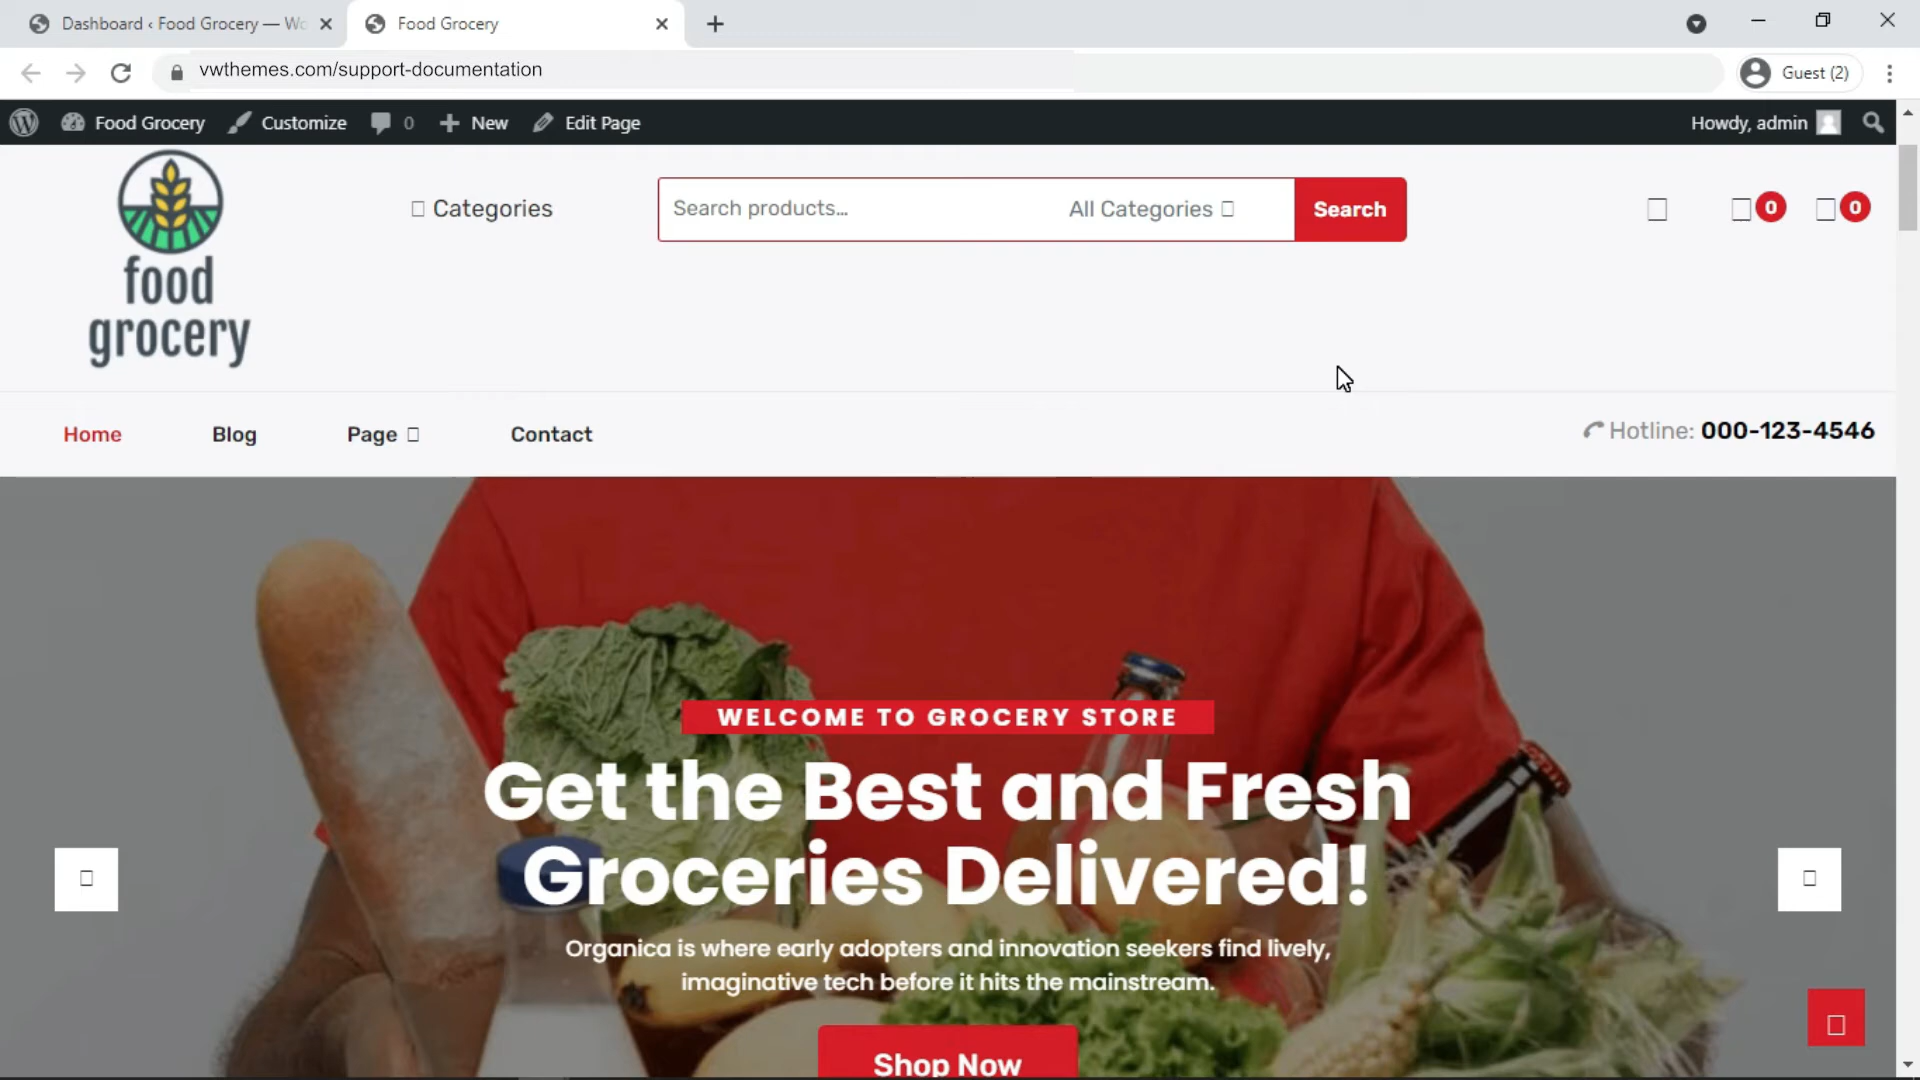 Dashboard ‹ Food Grocery — Wo
Food Grocery
vwthemes.com/support-documentation
Guest (2)
Food Grocery
Customize
0
New
Edit Page
Howdy, admin
food
grocery
Categories
Search products...
All Categories
Search
0
0
Home
Blog
Page
Contact
Hotline: 000-123-4546
WELCOME TO GROCERY STORE
Get the Best and Fresh
Groceries Delivered!
Organica is where early adopters and innovation seekers find lively,
imaginative tech before it hits the mainstream.
Shop Now